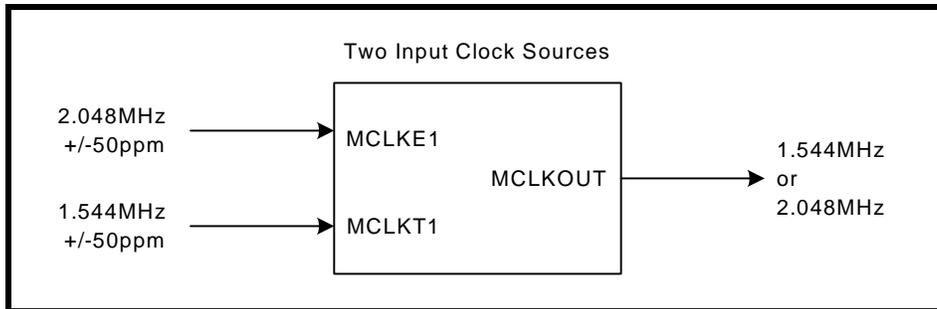 Two Input Clock Sources
2.048MHz
+/-50ppm
MCLKE1
1.544MHz
+/-50ppm
MCLKT1
MCLKOUT
1.544MHz
or
2.048MHz